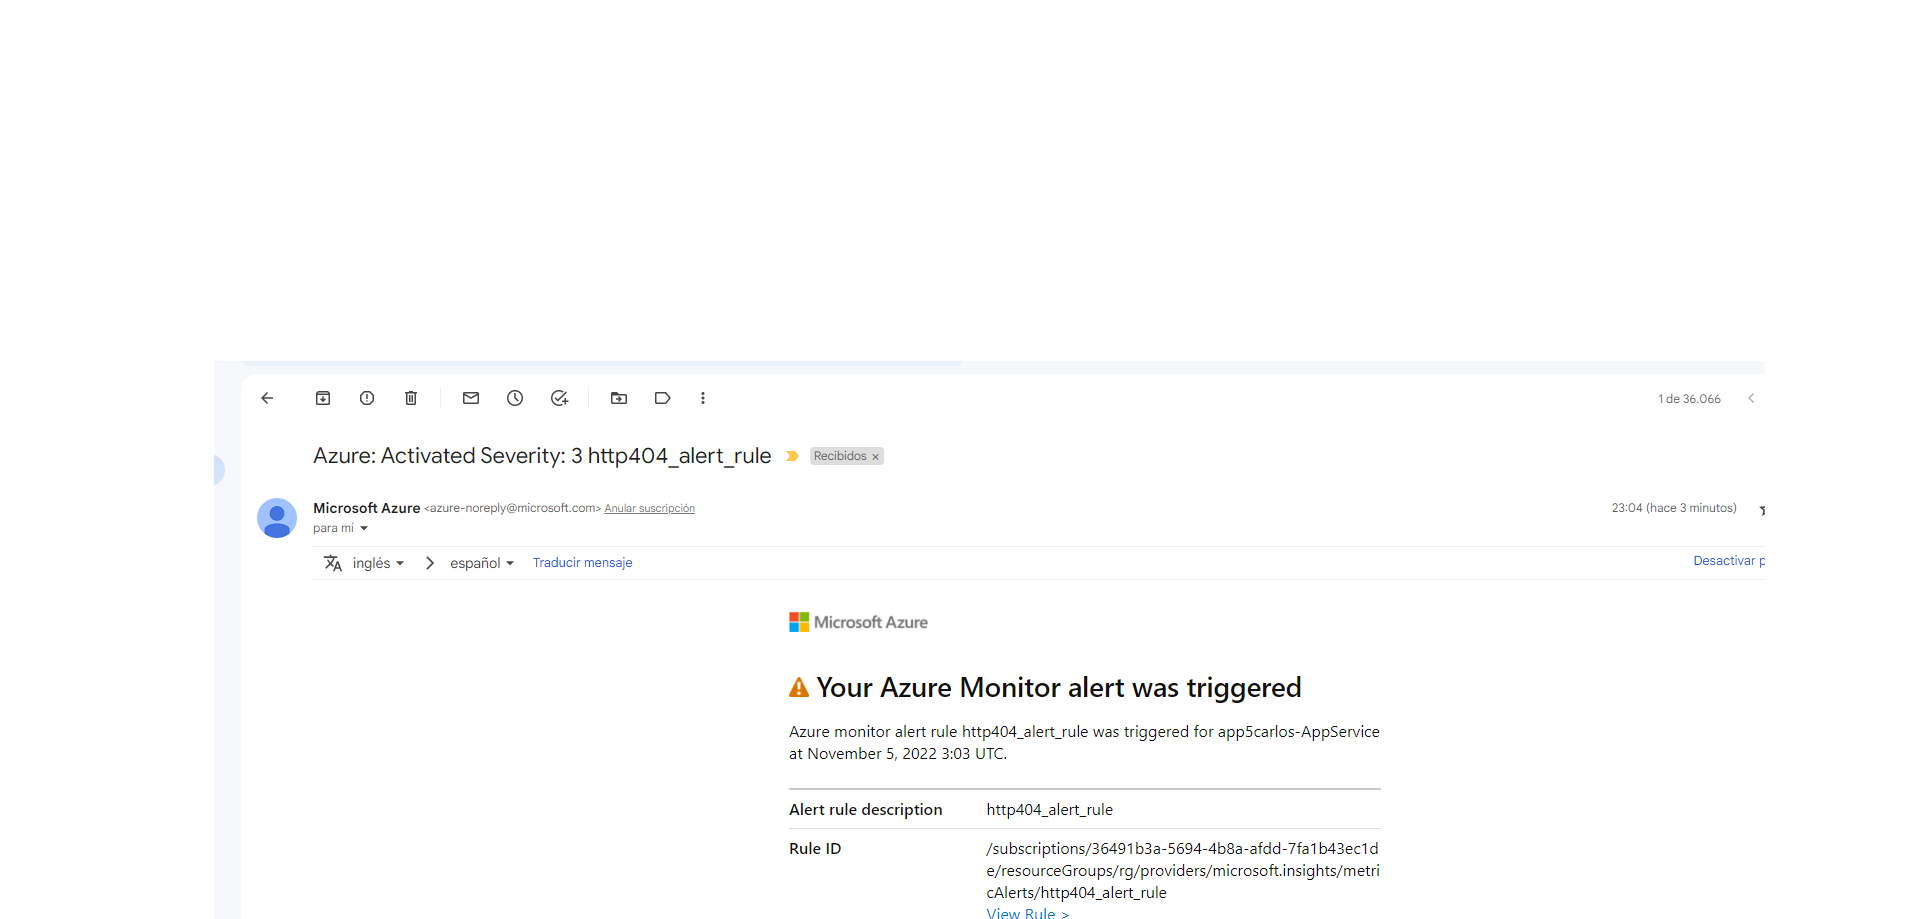 1 de 36.066
Azure: Activated Severity: 3 http404_alert_rule Recibidos ×
Microsoft Azure <azure-noreply@microsoft.com> Anular suscripción 23:04 (hace 3 minutos)
para mí
inglés español Traducir mensaje Desactivar p
Microsoft Azure
Your Azure Monitor alert was triggered
Azure monitor alert rule http404_alert_rule was triggered for app5carlos-AppService
at November 5, 2022 3:03 UTC.
Alert rule description http404_alert_rule
Rule ID /subscriptions/36491b3a-5694-4b8a-afdd-7fa1b43ec1d
e/resourceGroups/rg/providers/microsoft.insights/metri
cAlerts/http404_alert_rule
View Rule >